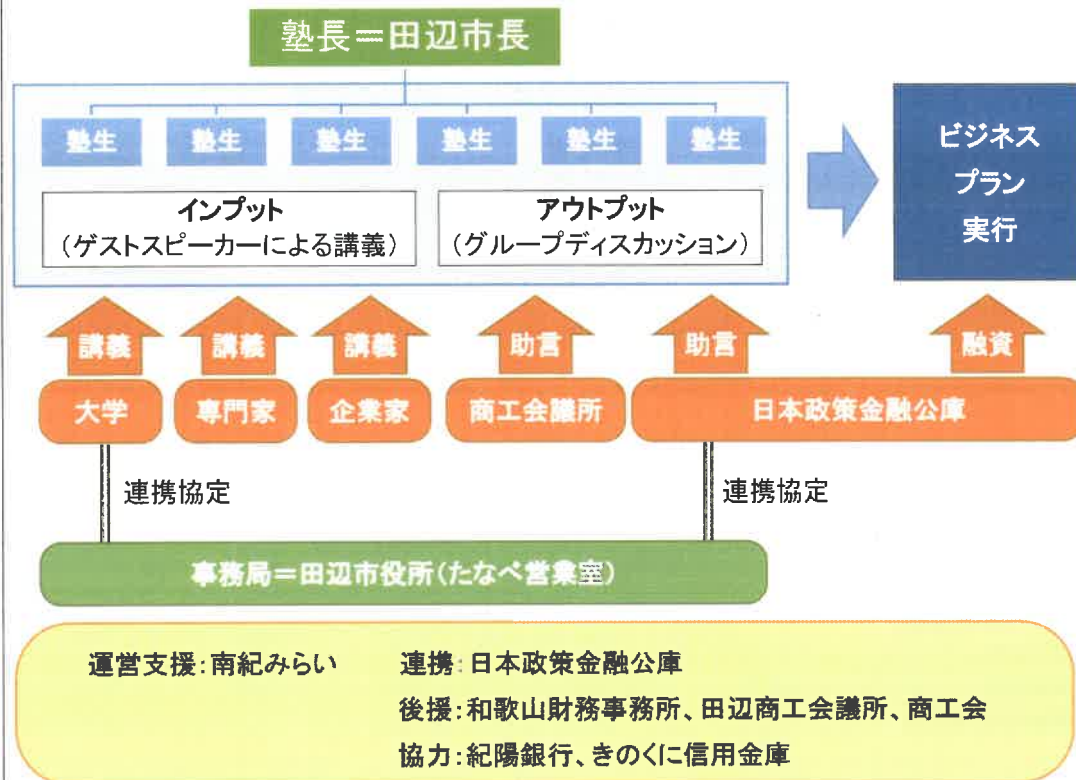 塾長＝田辺市長
塾生 塾生 塾生 塾生 塾生 塾生
インプット
（ゲストスピーカーによる講義）
アウトプット
（グループディスカッション）
ビジネス
プラン
実行
講義 講義 講義 助言 助言 融資
大学 専門家 企業家 商工会議所 日本政策金融公庫
連携協定 連携協定
事務局＝田辺市役所（たなべ営業室）
運営支援：南紀みらい 連携：日本政策金融公庫
後援：和歌山財務事務所、田辺商工会議所、商工会
協力：紀陽銀行、きのくに信用金庫